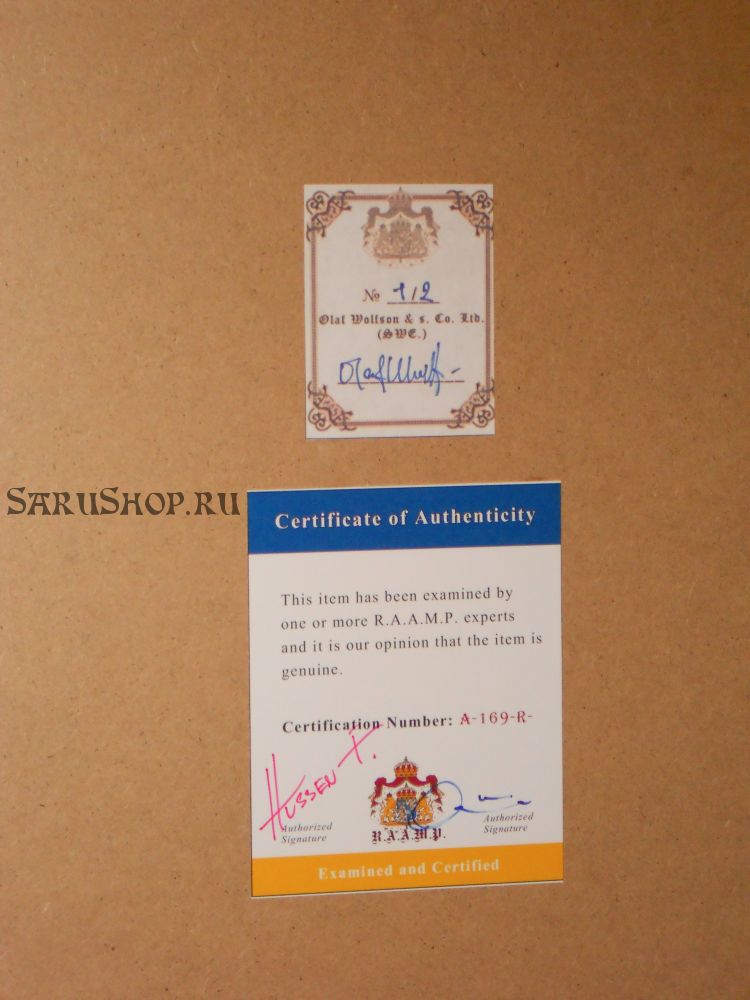 № 1/2
Olaf Wolfson & s. Co. Ltd.
(SWE.)
SARUSHOP.RU
Certificate of Authenticity
This item has been examined by
one or more R.A.A.M.P. experts
and it is our opinion that the item is
genuine.
Certification Number: A-169-R-
HUSSEN T.
Authorized
Signature
R.A.A.M.P.
Authorized
Signature
Examined and Certified